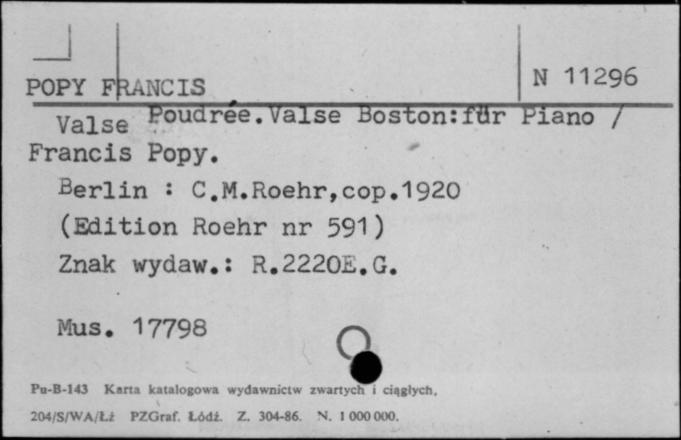 POPY FRANCIS
N 11296
Valse Poudrée.Valse Boston:für Piano /
Francis Popy.
Berlin : C.M.Roehr,cop.1920
(Edition Roehr nr 591)
Znak wydaw.: R.2220E.G.
Mus. 17798
Pu-B-143 Karta katalogowa wydawnictw zwartych i ciągłych,
204/S/WA/Łż PZGraf. Łódź. Z. 304-86. N. 1 000 000.